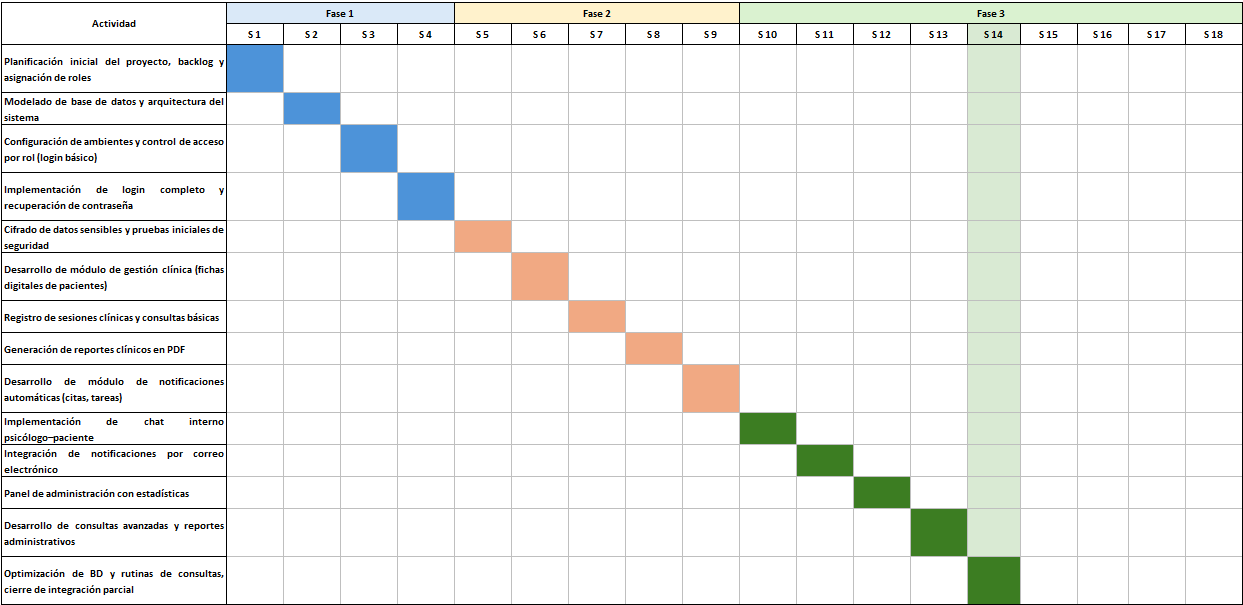 Actividad
Fase 1
Fase 2
Fase 3
S 1
S 2
S 3
S 4
S 5
S 6
S 7
S 8
S 9
S 10
S 11
S 12
S 13
S 14
S 15
S 16
S 17
S 18
Planificación inicial del proyecto, backlog y
asignación de roles
Modelado de base de datos y arquitectura del
sistema
Configuración de ambientes y control de acceso
por rol (login básico)
Implementación de login completo y
recuperación de contraseña
Cifrado de datos sensibles y pruebas iniciales de
seguridad
Desarrollo de módulo de gestión clínica (fichas
digitales de pacientes)
Registro de sesiones clínicas y consultas básicas
Generación de reportes clínicos en PDF
Desarrollo de módulo de notificaciones
automáticas (citas, tareas)
Implementación de chat interno
psicólogo–paciente
Integración de notificaciones por correo
electrónico
Panel de administración con estadísticas
Desarrollo de consultas avanzadas y reportes
administrativos
Optimización de BD y rutinas de consultas,
cierre de integración parcial